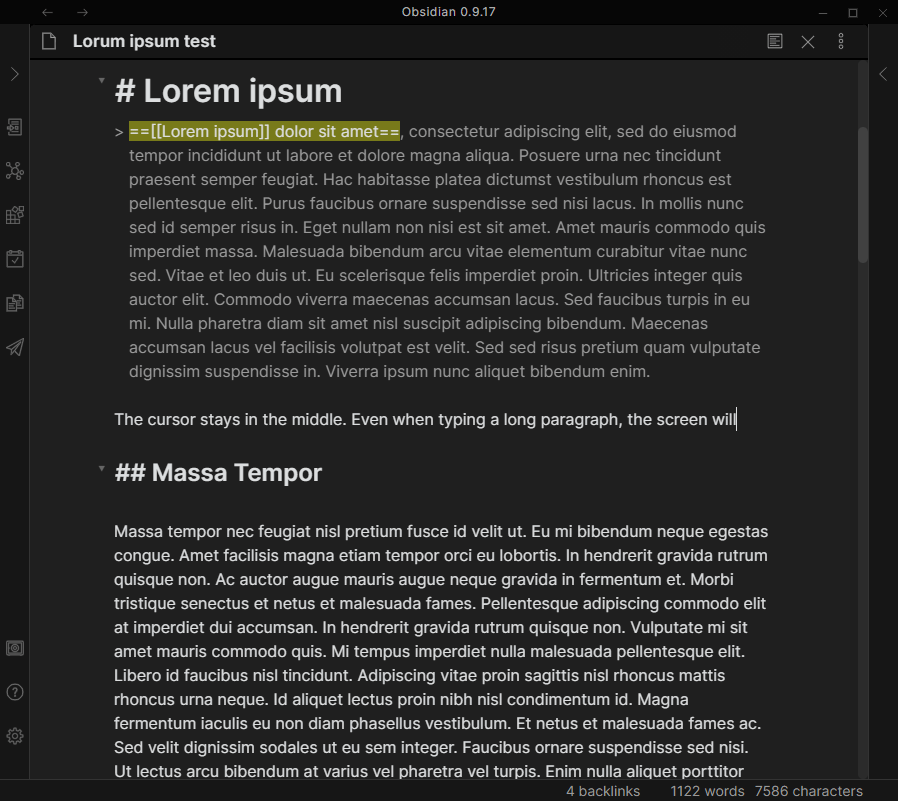 Obsidian 0.9.17
Lorum ipsum test
# Lorem ipsum
> ==[[Lorem ipsum]] dolor sit amet==, consectetur adipiscing elit, sed do eiusmod
tempor incididunt ut labore et dolore magna aliqua. Posuere urna nec tincidunt
praesent semper feugiat. Hac habitasse platea dictumst vestibulum rhoncus est
pellentesque elit. Purus faucibus ornare suspendisse sed nisi lacus. In mollis nunc
sed id semper risus in. Eget nullam non nisi est sit amet. Amet mauris commodo quis
imperdiet massa. Malesuada bibendum arcu vitae elementum curabitur vitae nunc
sed. Vitae et leo duis ut. Eu scelerisque felis imperdiet proin. Ultricies integer quis
auctor elit. Commodo viverra maecenas accumsan lacus. Sed faucibus turpis in eu
mi. Nulla pharetra diam sit amet nisl suscipit adipiscing bibendum. Maecenas
accumsan lacus vel facilisis volutpat est velit. Sed sed risus pretium quam vulputate
dignissim suspendisse in. Viverra ipsum nunc aliquet bibendum enim.
The cursor stays in the middle. Even when typing a long paragraph, the screen will
## Massa Tempor
Massa tempor nec feugiat nisl pretium fusce id velit ut. Eu mi bibendum neque egestas
congue. Amet facilisis magna etiam tempor orci eu lobortis. In hendrerit gravida rutrum
quisque non. Ac auctor augue mauris augue neque gravida in fermentum et. Morbi
tristique senectus et netus et malesuada fames. Pellentesque adipiscing commodo elit
at imperdiet dui accumsan. In hendrerit gravida rutrum quisque non. Vulputate mi sit
amet mauris commodo quis. Mi tempus imperdiet nulla malesuada pellentesque elit.
Libero id faucibus nisl tincidunt. Adipiscing vitae proin sagittis nisl rhoncus mattis
rhoncus urna neque. Id aliquet lectus proin nibh nisl condimentum id. Magna
fermentum iaculis eu non diam phasellus vestibulum. Et netus et malesuada fames ac.
Sed velit dignissim sodales ut eu sem integer. Faucibus ornare suspendisse sed nisi.
Ut lectus arcu bibendum at varius vel pharetra vel turpis. Enim nulla aliquet porttitor
4 backlinks 1122 words 7586 characters